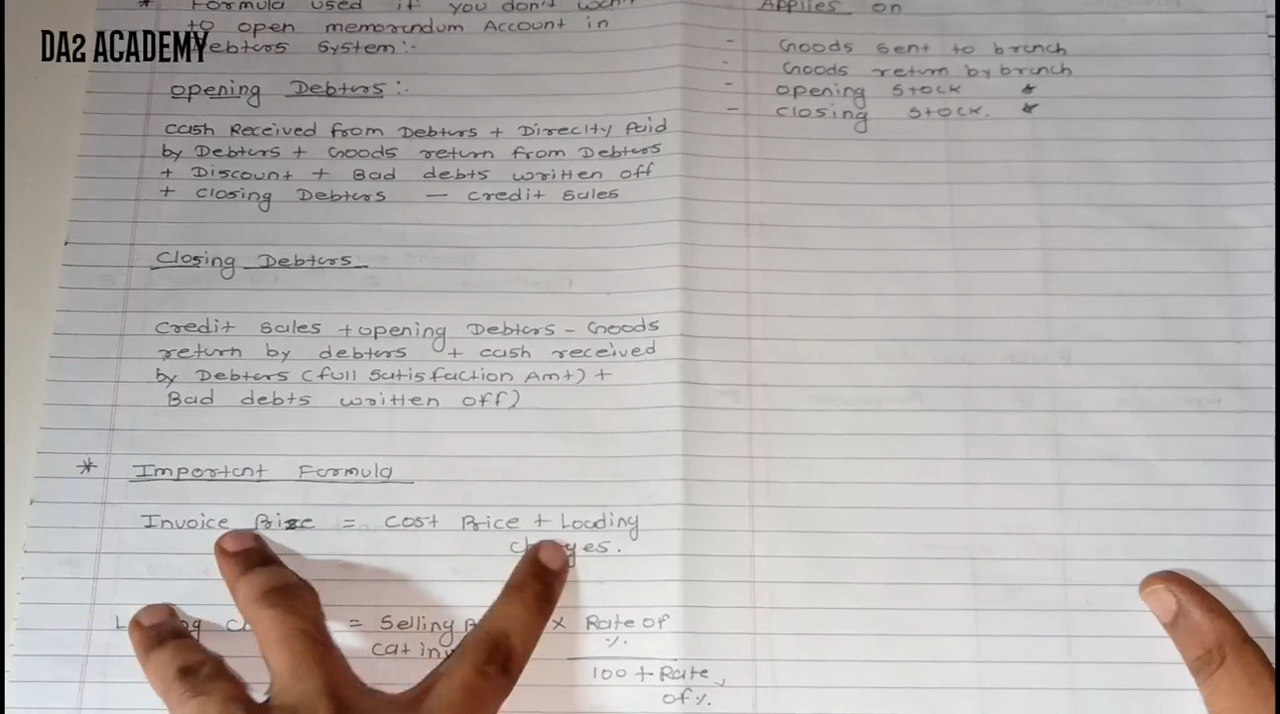 * Formula used if you don't want
to open memorandum Account in
DA2 ACADEMY
Debtors System:-
opening Debtors :-
Cash Received from Debtors + Direclty Paid
by Debtors + Goods return from Debtors
+ Discount + Bad debts written off
+ Closing Debtors - credit sales
Closing Debtors
Credit sales + opening Debtors - Goods
return by debtors + cash received
by Debtors (full Satisfaction Amt) +
Bad debts written off)
* Important Formula
Invoice Price = Cost Price + Loading
charges.
= Selling
x Rate of
%
100 + Rate
of %.
Applies on
- Goods sent to branch
- Goods return by branch
- opening stock *
- closing stock. *